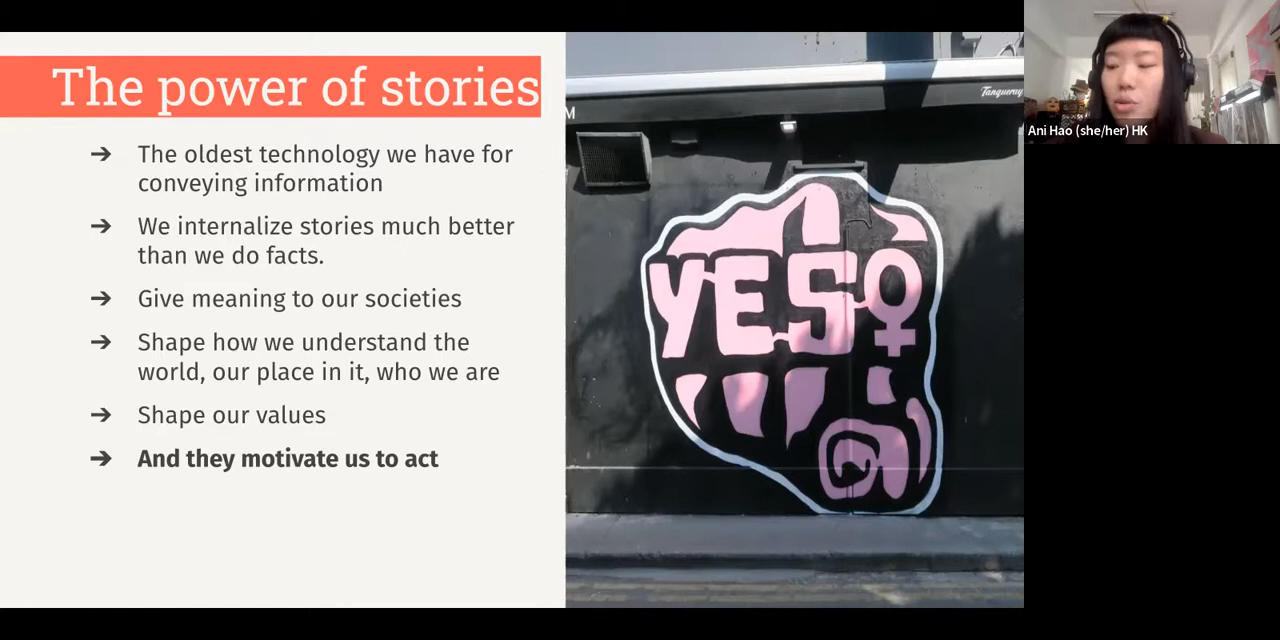 The power of stories
➔ The oldest technology we have for
conveying information
➔ We internalize stories much better
than we do facts.
➔ Give meaning to our societies
➔ Shape how we understand the
world, our place in it, who we are
➔ Shape our values
➔ And they motivate us to act
M
Tanqueray
YES
Ani Hao (she/her) HK